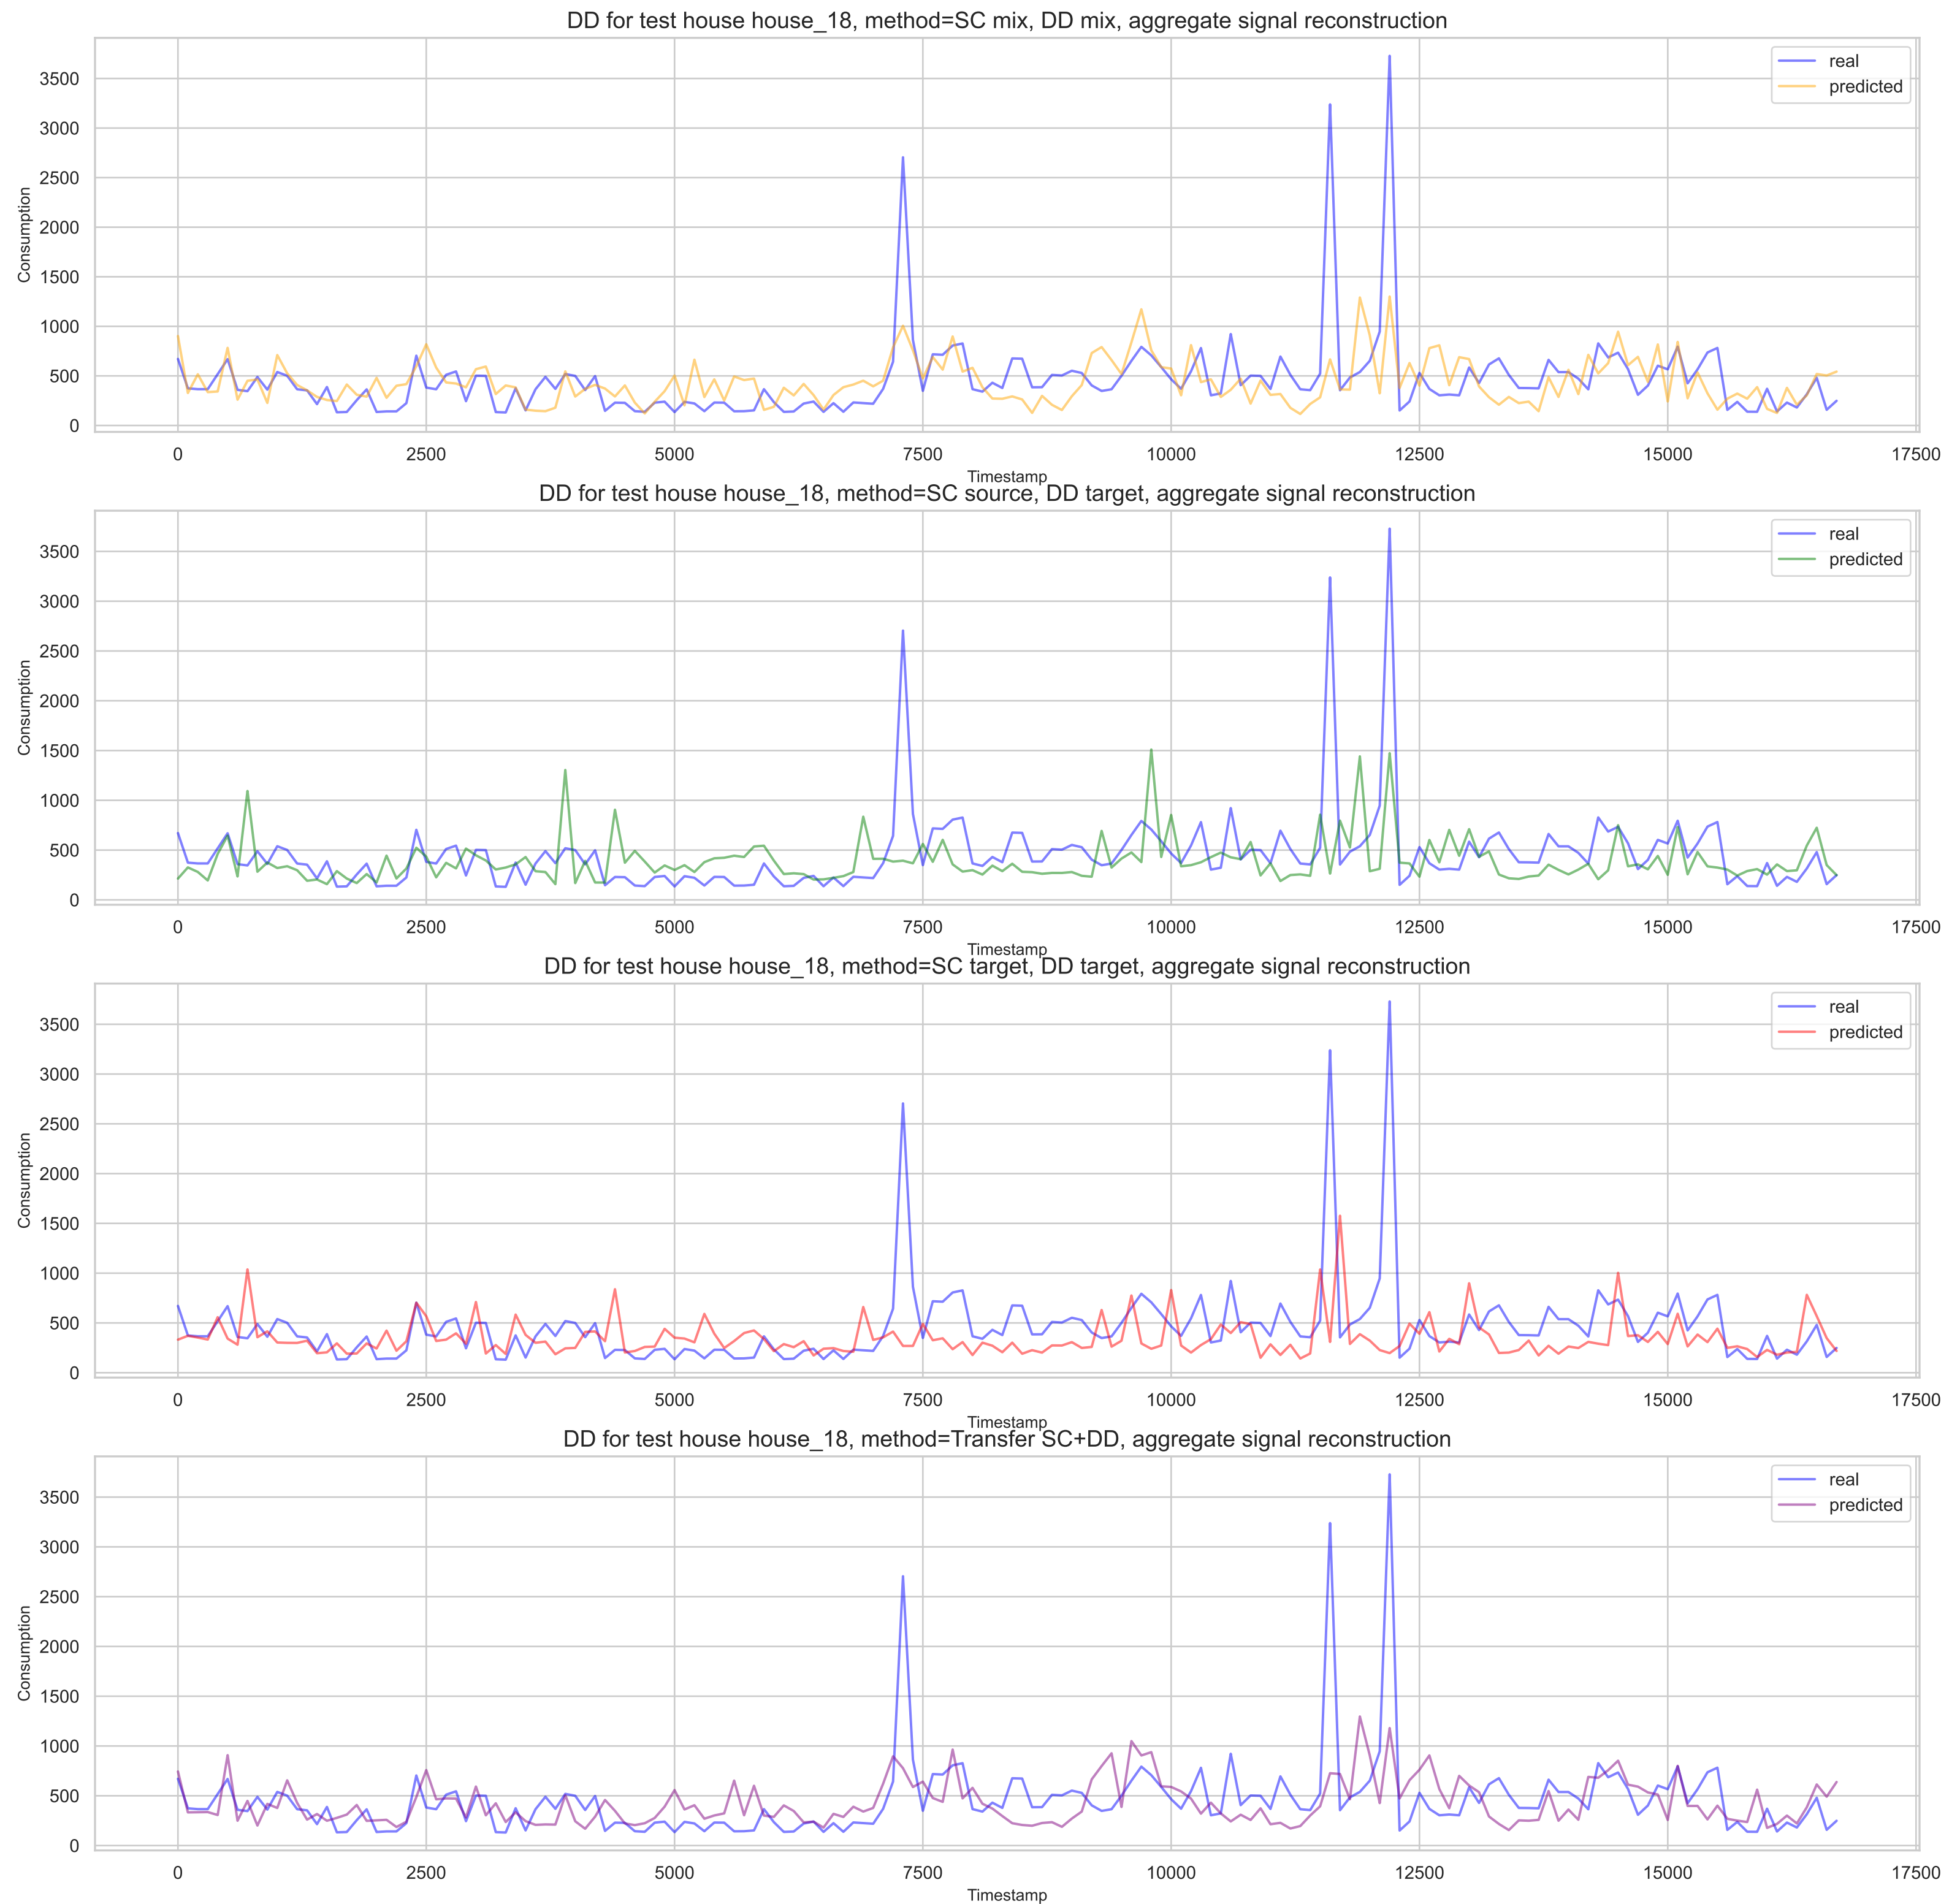 DD for test house house_18, method=SC mix, DD mix, aggregate signal reconstruction
real
predicted
Consumption
3500
3000
2500
2000
1500
1000
500
0
0 2500 5000 7500 10000 12500 15000 17500
Timestamp
DD for test house house_18, method=SC source, DD target, aggregate signal reconstruction
real
predicted
Consumption
3500
3000
2500
2000
1500
1000
500
0
0 2500 5000 7500 10000 12500 15000 17500
Timestamp
DD for test house house_18, method=SC target, DD target, aggregate signal reconstruction
real
predicted
Consumption
3500
3000
2500
2000
1500
1000
500
0
0 2500 5000 7500 10000 12500 15000 17500
Timestamp
DD for test house house_18, method=Transfer SC+DD, aggregate signal reconstruction
real
predicted
Consumption
3500
3000
2500
2000
1500
1000
500
0
0 2500 5000 7500 10000 12500 15000 17500
Timestamp